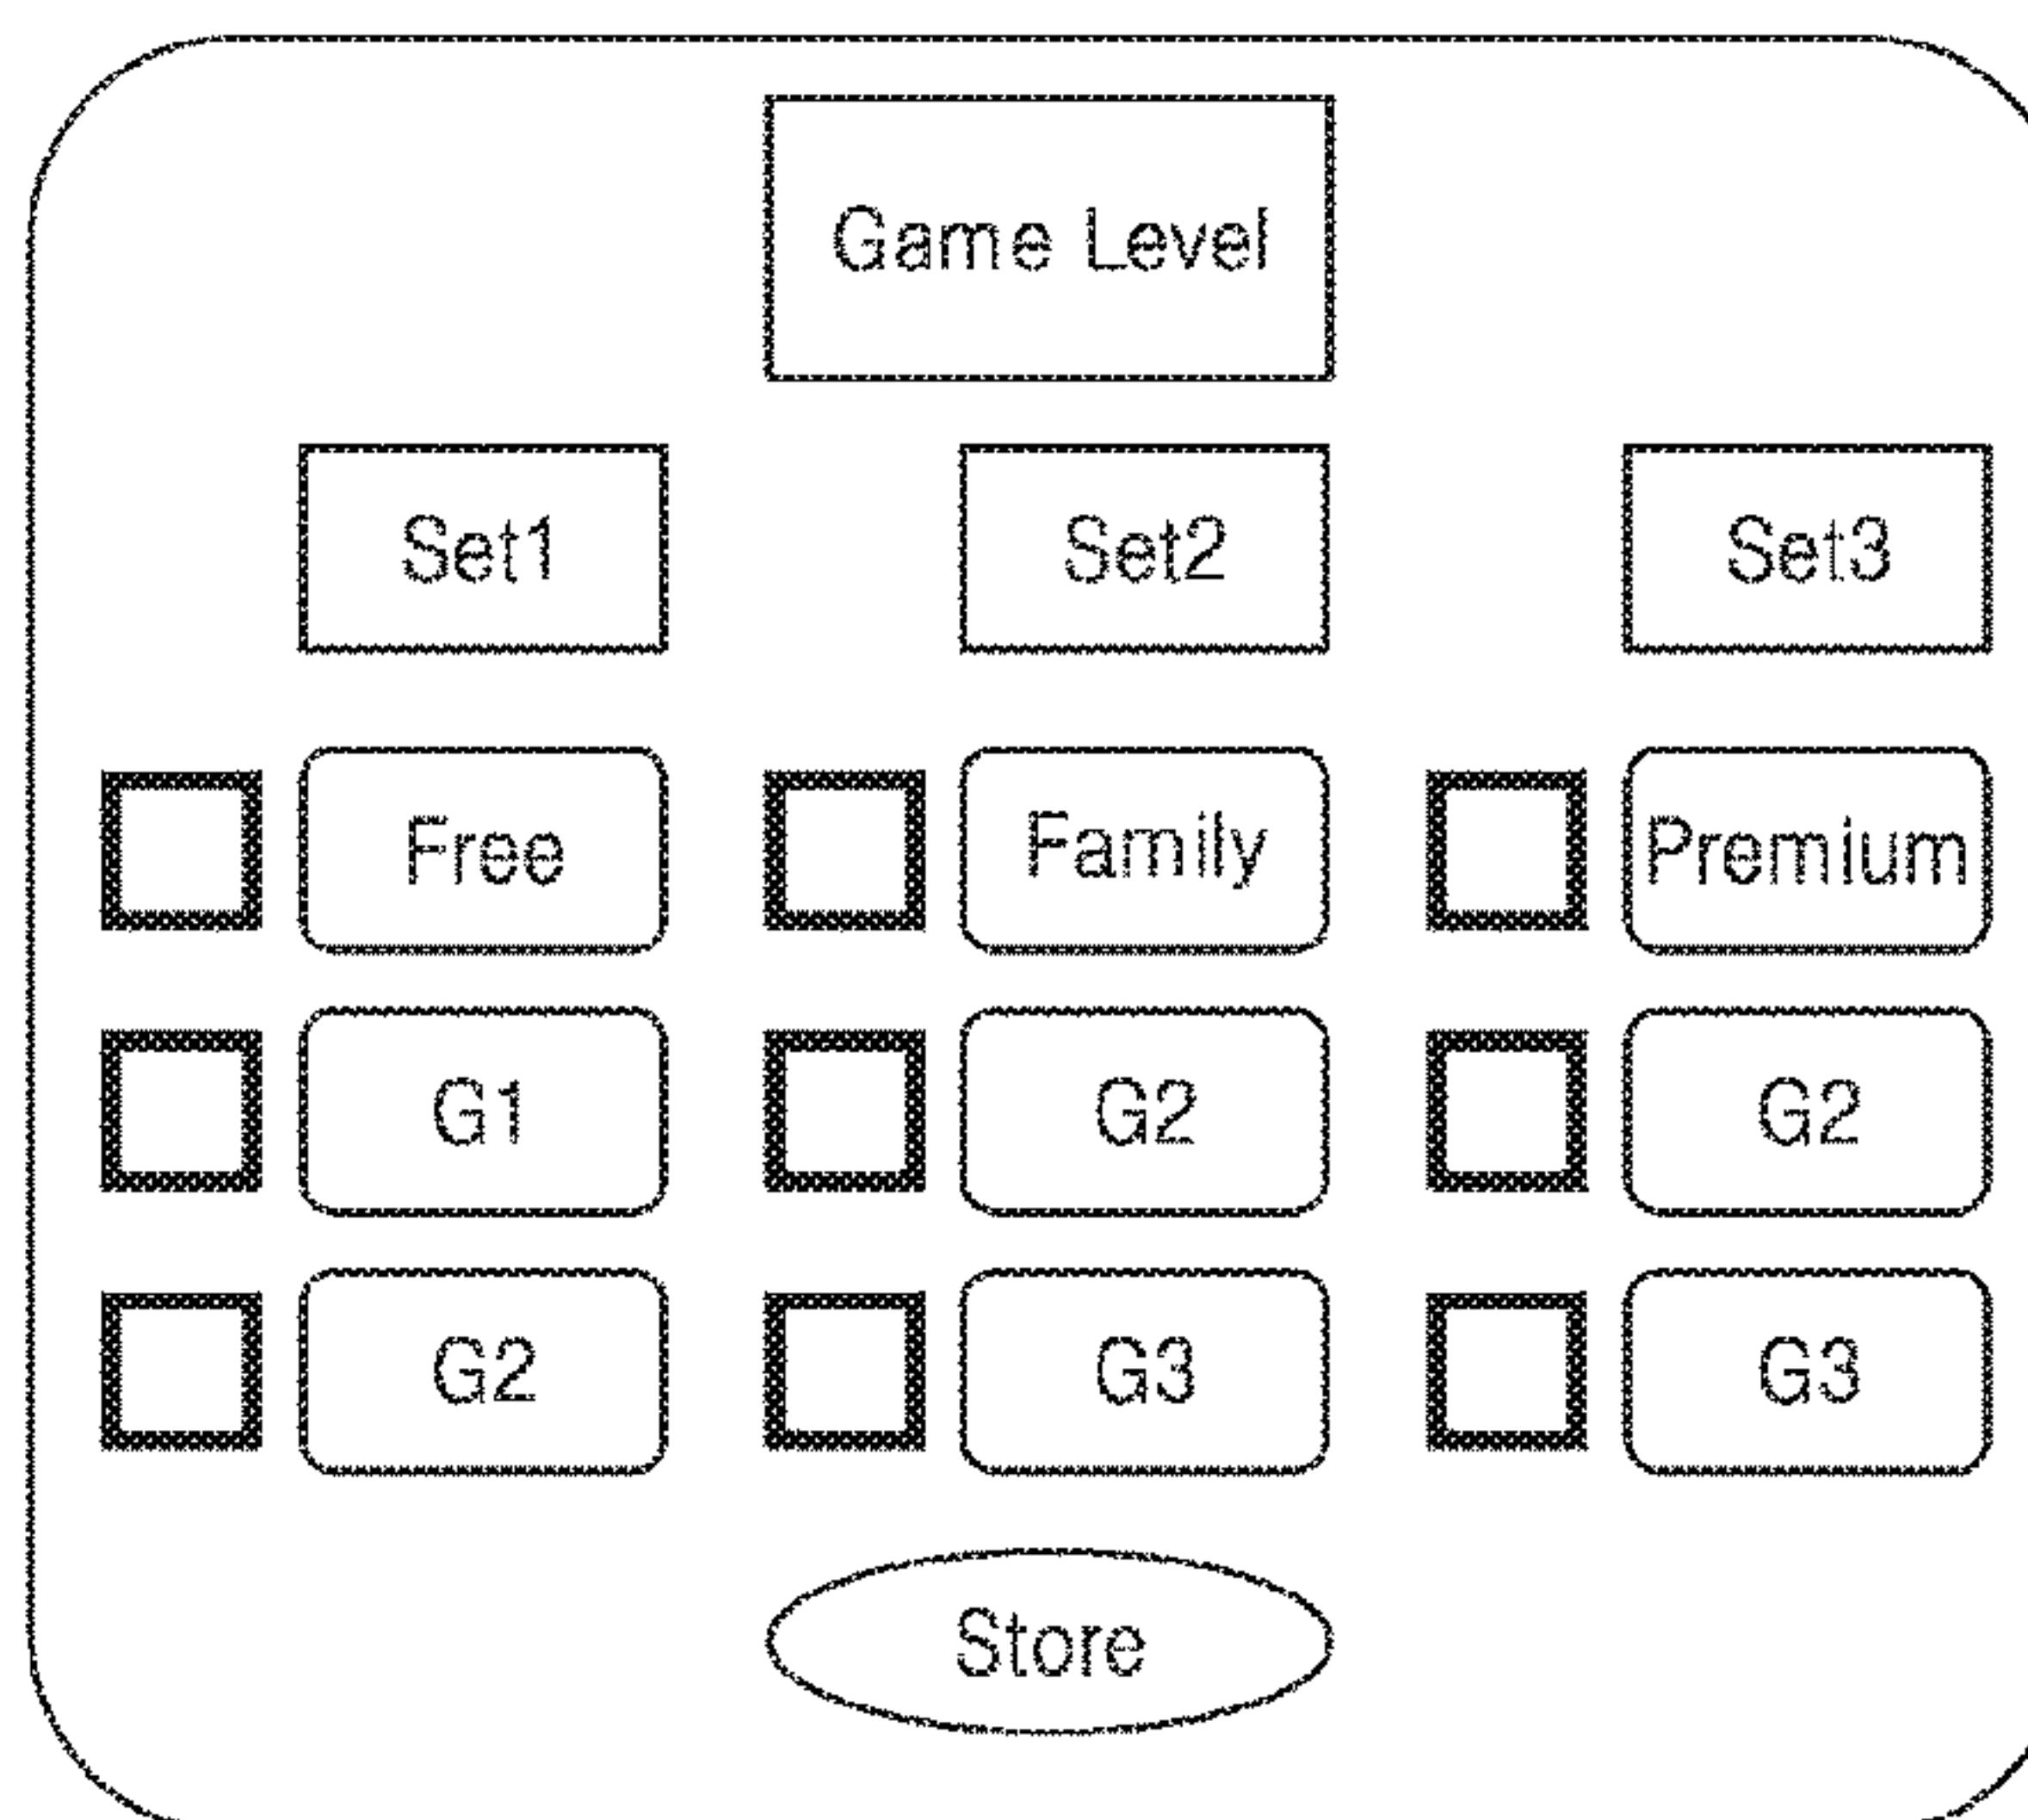 Game Level
Set1 Set2 Set3
Free Family Premium
G1 G2 G2
G2 G3 G3
Store